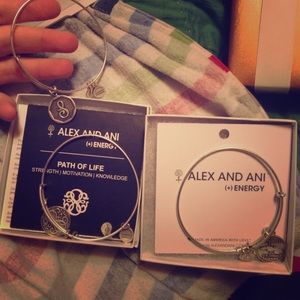 S
ALEX AND ANI
(+) ENERGY
PATH OF LIFE
STRENGTH | MOTIVATION | KNOWLEDGE
ALEX AND ANI
(+) ENERGY
MADE IN AMERICA WITH LOVE